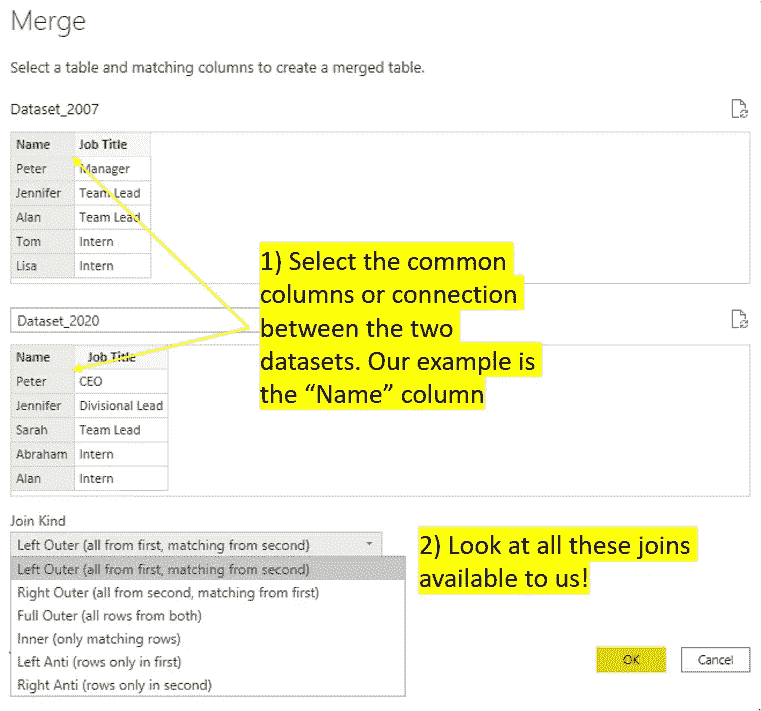 Merge
Select a table and matching columns to create a merged table.
Dataset_2007
Name Job Title
Peter Manager
Jennifer Team Lead
Alan Team Lead
Tom Intern
Lisa Intern
1) Select the common
columns or connection
between the two
datasets. Our example is
the “Name” column
Dataset_2020
Name Job Title
Peter CEO
Jennifer Divisional Lead
Sarah Team Lead
Abraham Intern
Alan Intern
Join Kind
Left Outer (all from first, matching from second)
Left Outer (all from first, matching from second)
Right Outer (all from second, matching from first)
Full Outer (all rows from both)
Inner (only matching rows)
Left Anti (rows only in first)
Right Anti (rows only in second)
2) Look at all these joins
available to us!
OK Cancel